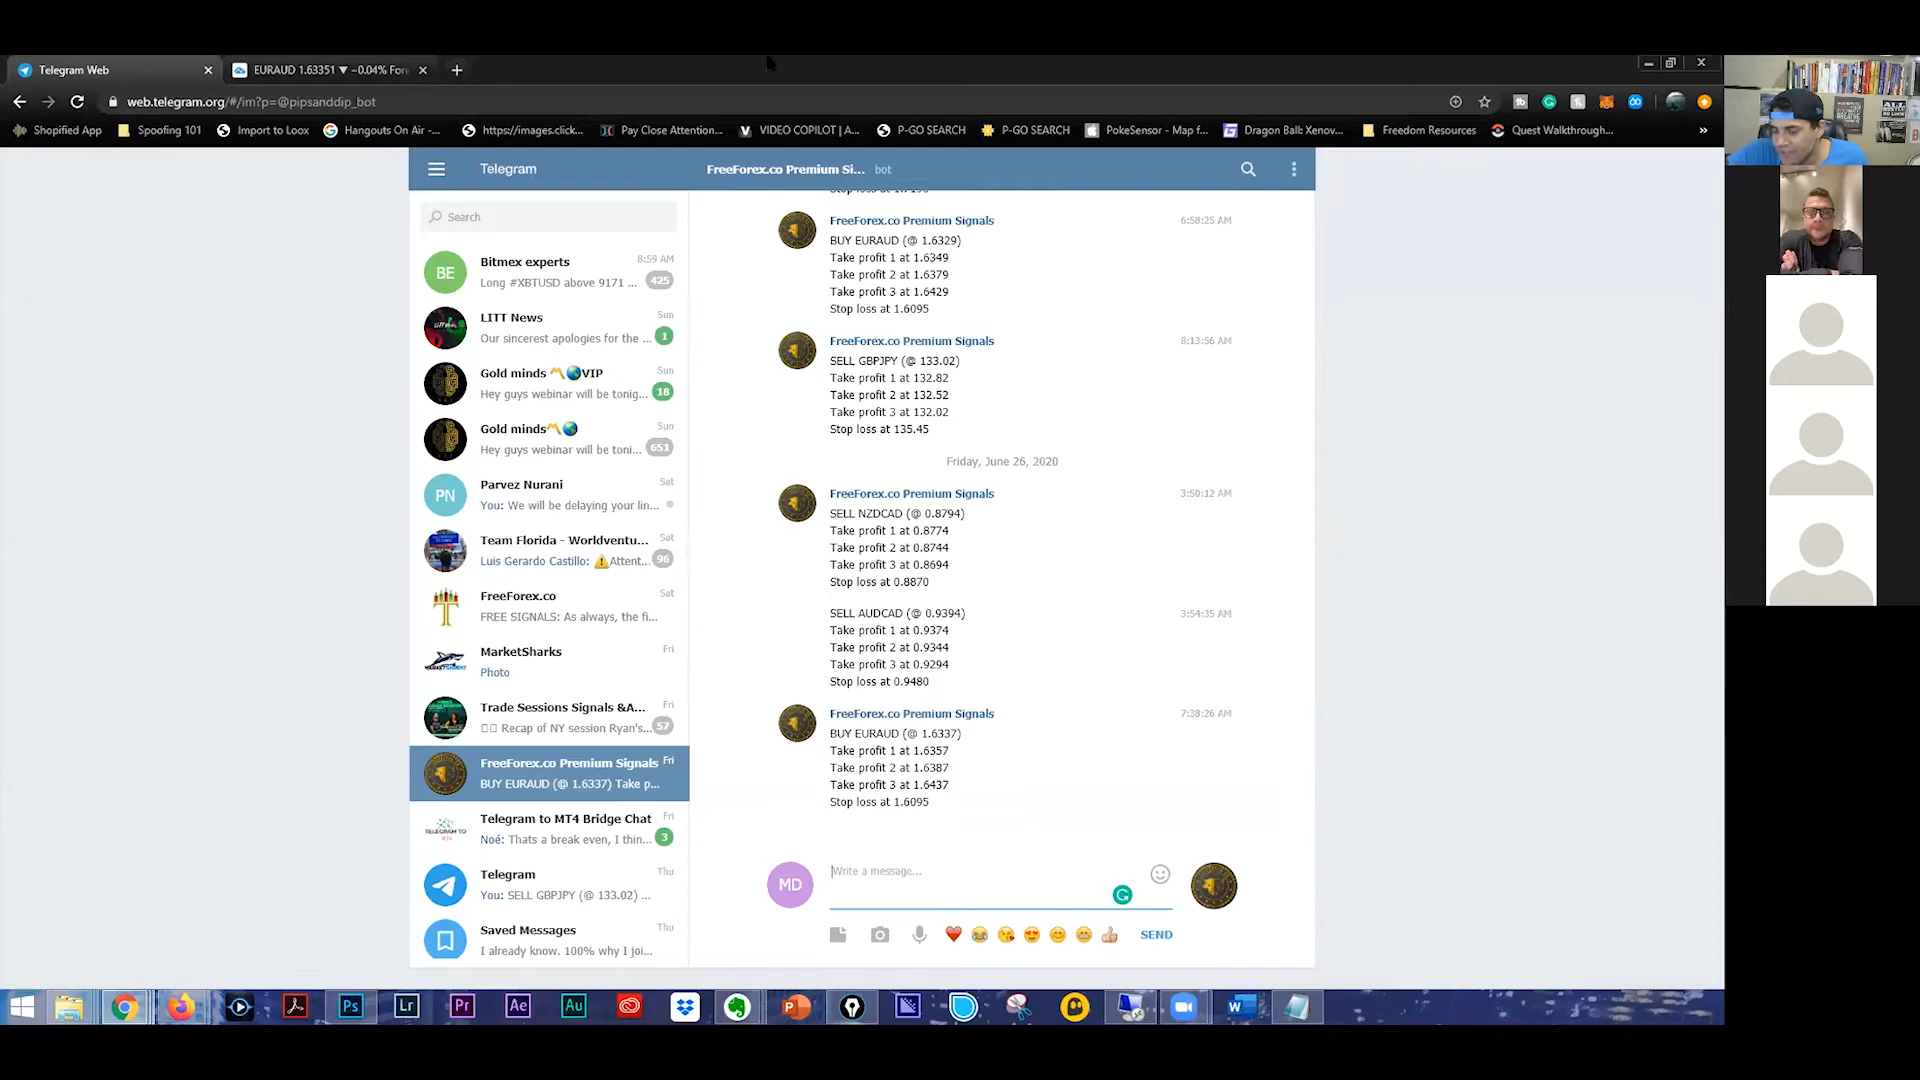 Telegram Web
EURAUD 1.63351 ▼ −0.04% Fore
web.telegram.org/#/im?p=@pipsanddip_bot
Shopified App
Spoofing 101
Import to Loox
Hangouts On Air -...
https://images.click...
Pay Close Attention...
VIDEO COPILOT | A...
P-GO SEARCH
P-GO SEARCH
PokeSensor - Map f...
Dragon Ball: Xenov...
Freedom Resources
Quest Walkthrough...
»
Telegram
FreeForex.co Premium Si... bot
Search
Bitmex experts 8:59 AM
BE
Long #XBTUSD above 9171 ... 425
LITT News Sun
Our sincerest apologies for the ... 1
Gold minds 〽️🌎VIP Sun
Hey guys webinar will be tonig... 18
Gold minds〽️🌎 Sun
Hey guys webinar will be toni... 651
Parvez Nurani Sat
PN
You: We will be delaying your lin...
Team Florida - Worldventu... Sat
Luis Gerardo Castillo: ⚠️Attent... 96
FreeForex.co Sat
FREE SIGNALS: As always, the fi...
MarketSharks Fri
Photo
Trade Sessions Signals &A... Fri
Recap of NY session Ryan's... 57
FreeForex.co Premium Signals Fri
BUY EURAUD (@ 1.6337) Take p...
Telegram to MT4 Bridge Chat Fri
TELEGRAM TO
MT4
Noé: Thats a break even, I thin... 3
Telegram Thu
You: SELL GBPJPY (@ 133.02) ...
Saved Messages Thu
I already know. 100% why I joi...
FreeForex.co Premium Signals 6:58:25 AM
BUY EURAUD (@ 1.6329)
Take profit 1 at 1.6349
Take profit 2 at 1.6379
Take profit 3 at 1.6429
Stop loss at 1.6095
FreeForex.co Premium Signals 8:13:56 AM
SELL GBPJPY (@ 133.02)
Take profit 1 at 132.82
Take profit 2 at 132.52
Take profit 3 at 132.02
Stop loss at 135.45
Friday, June 26, 2020
FreeForex.co Premium Signals 3:50:12 AM
SELL NZDCAD (@ 0.8794)
Take profit 1 at 0.8774
Take profit 2 at 0.8744
Take profit 3 at 0.8694
Stop loss at 0.8870
SELL AUDCAD (@ 0.9394) 3:54:35 AM
Take profit 1 at 0.9374
Take profit 2 at 0.9344
Take profit 3 at 0.9294
Stop loss at 0.9480
FreeForex.co Premium Signals 7:38:26 AM
BUY EURAUD (@ 1.6337)
Take profit 1 at 1.6357
Take profit 2 at 1.6387
Take profit 3 at 1.6437
Stop loss at 1.6095
MD
Write a message...
SEND
Ps
Lr
Pr
Ae
Au